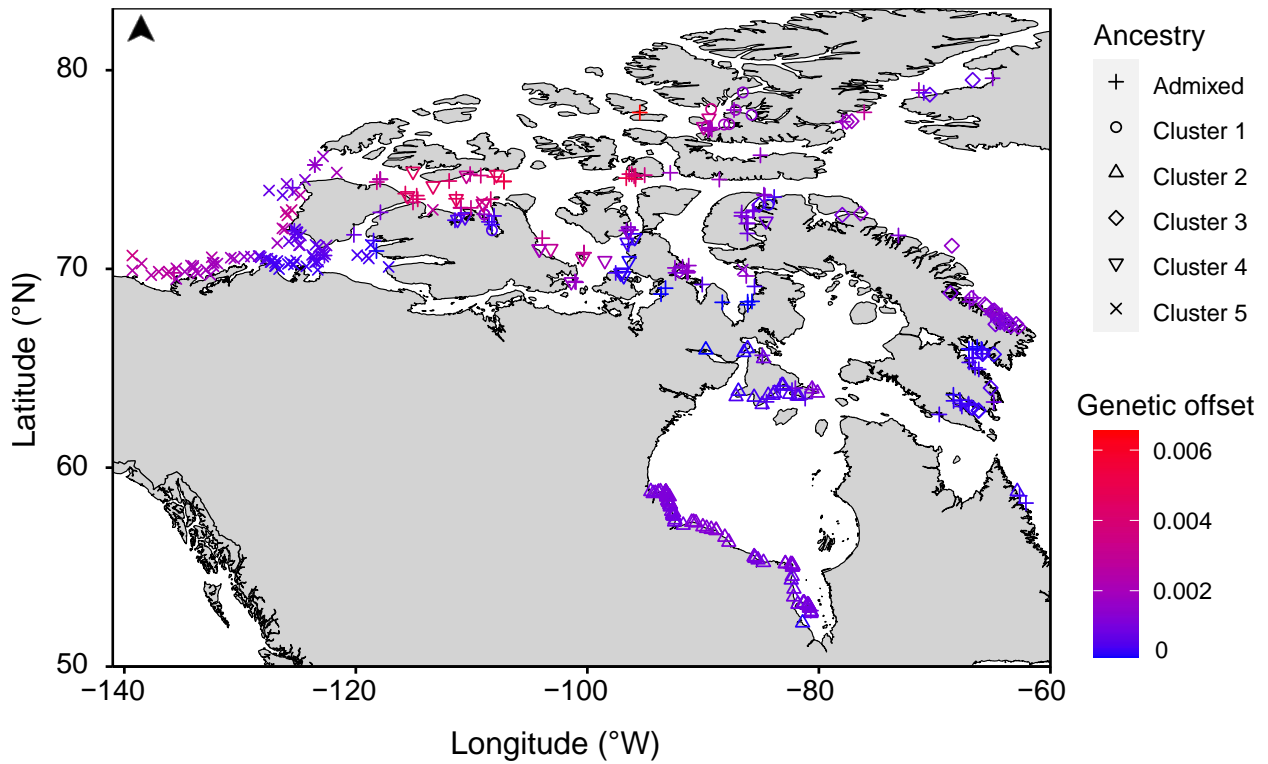 80
70
60
50
−140
−120
−100
−80
−60
Latitude (°N)
Longitude (°W)
Ancestry
Admixed
Cluster 1
Cluster 2
Cluster 3
Cluster 4
Cluster 5
Genetic offset
0.006
0.004
0.002
0